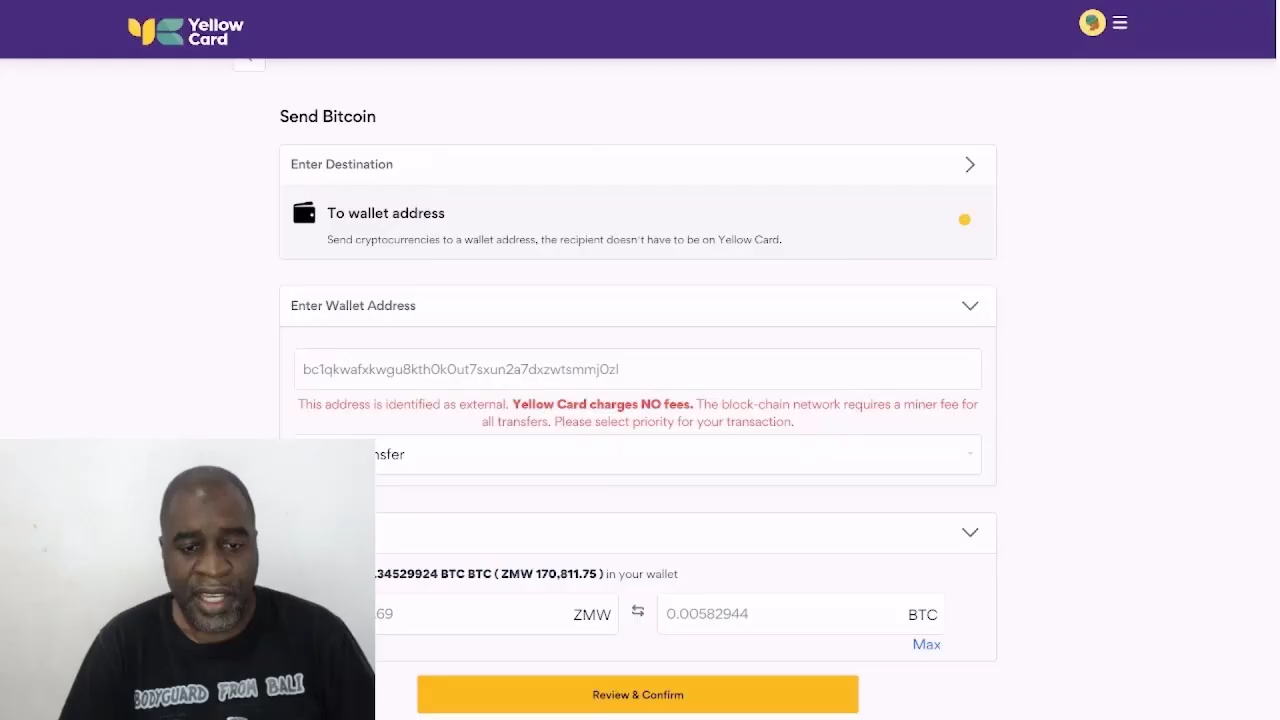 Yellow
Card
Send Bitcoin
Enter Destination
To wallet address
Send cryptocurrencies to a wallet address, the recipient doesn't have to be on Yellow Card.
Enter Wallet Address
bc1qkwafxkwgu8kth0k0ut7sxun2a7dxzwtsmmj0zl
This address is identified as external. Yellow Card charges NO fees. The block-chain network requires a miner fee for
all transfers. Please select priority for your transaction.
nsfer
.34529924 BTC BTC ( ZMW 170,811.75 ) in your wallet
.69 ZMW 0.00582944 BTC
Max
Review & Confirm
BODYGUARD FROM BALI